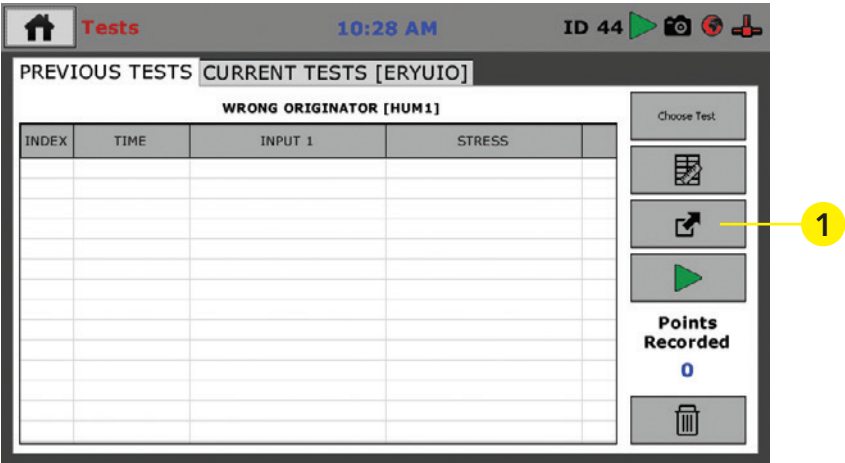 Tests 10:28 AM ID 44
PREVIOUS TESTS CURRENT TESTS [ERYUIO]
WRONG ORIGINATOR [HUM1]
Choose Test
INDEX TIME INPUT 1 STRESS
1
Points
Recorded
0